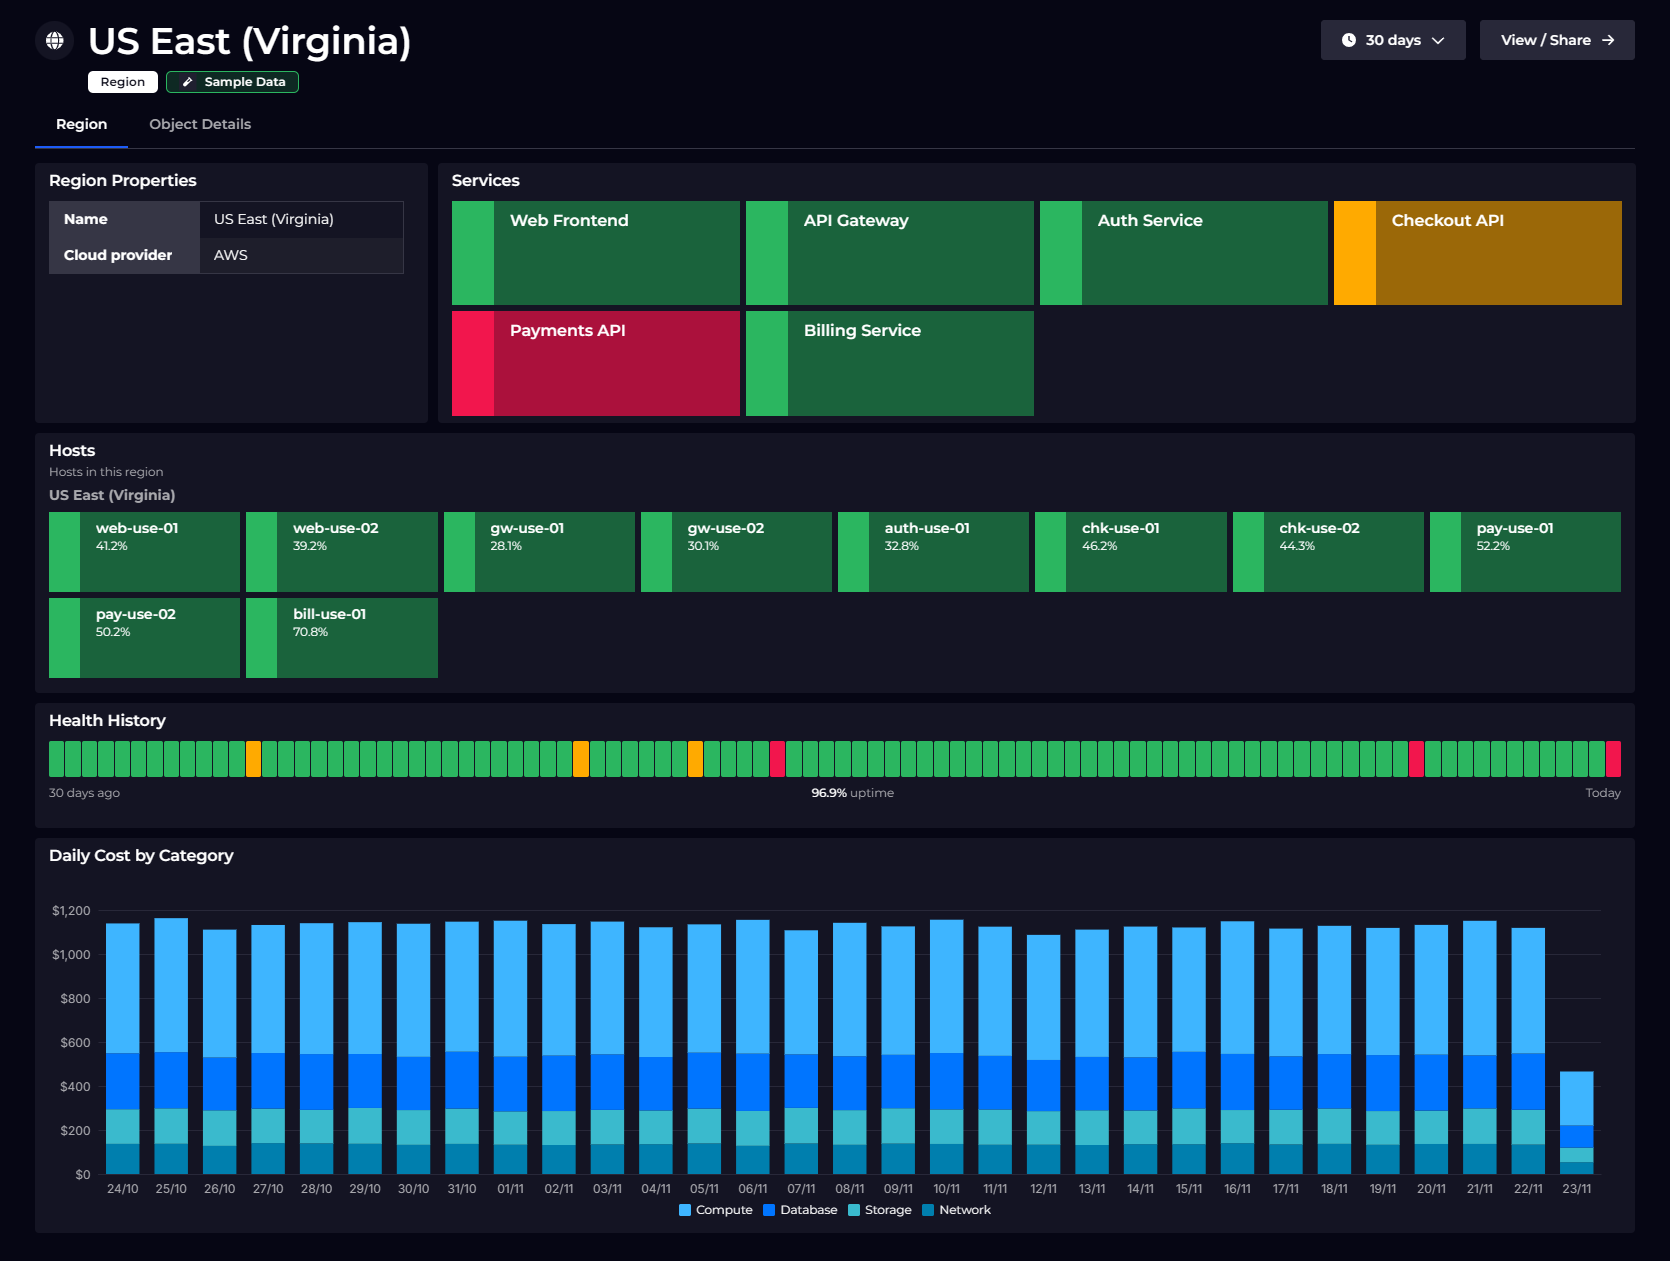 US East (Virginia)
30 days
View / Share
Region
Sample Data
Region
Object Details
Region Properties
Name
US East (Virginia)
Cloud provider
AWS
Services
Web Frontend
API Gateway
Auth Service
Checkout API
Payments API
Billing Service
Hosts
Hosts in this region
US East (Virginia)
web-use-01
41.2%
web-use-02
39.2%
gw-use-01
28.1%
gw-use-02
30.1%
auth-use-01
32.8%
chk-use-01
46.2%
chk-use-02
44.3%
pay-use-01
52.2%
pay-use-02
50.2%
bill-use-01
70.8%
Health History
30 days ago
96.9% uptime
Today
Daily Cost by Category
$1,200
$1,000
$800
$600
$400
$200
$0
24/10 25/10 26/10 27/10 28/10 29/10 30/10 31/10 01/11 02/11 03/11 04/11 05/11 06/11 07/11 08/11 09/11 10/11 11/11 12/11 13/11 14/11 15/11 16/11 17/11 18/11 19/11 20/11 21/11 22/11 23/11
Compute Database Storage Network